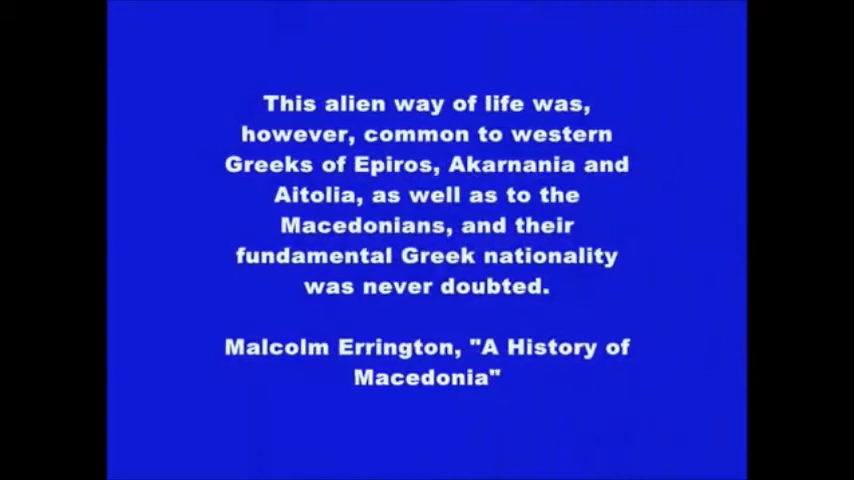 This alien way of life was,
however, common to western
Greeks of Epiros, Akarnania and
Aitolia, as well as to the
Macedonians, and their
fundamental Greek nationality
was never doubted.
Malcolm Errington, "A History of
Macedonia"